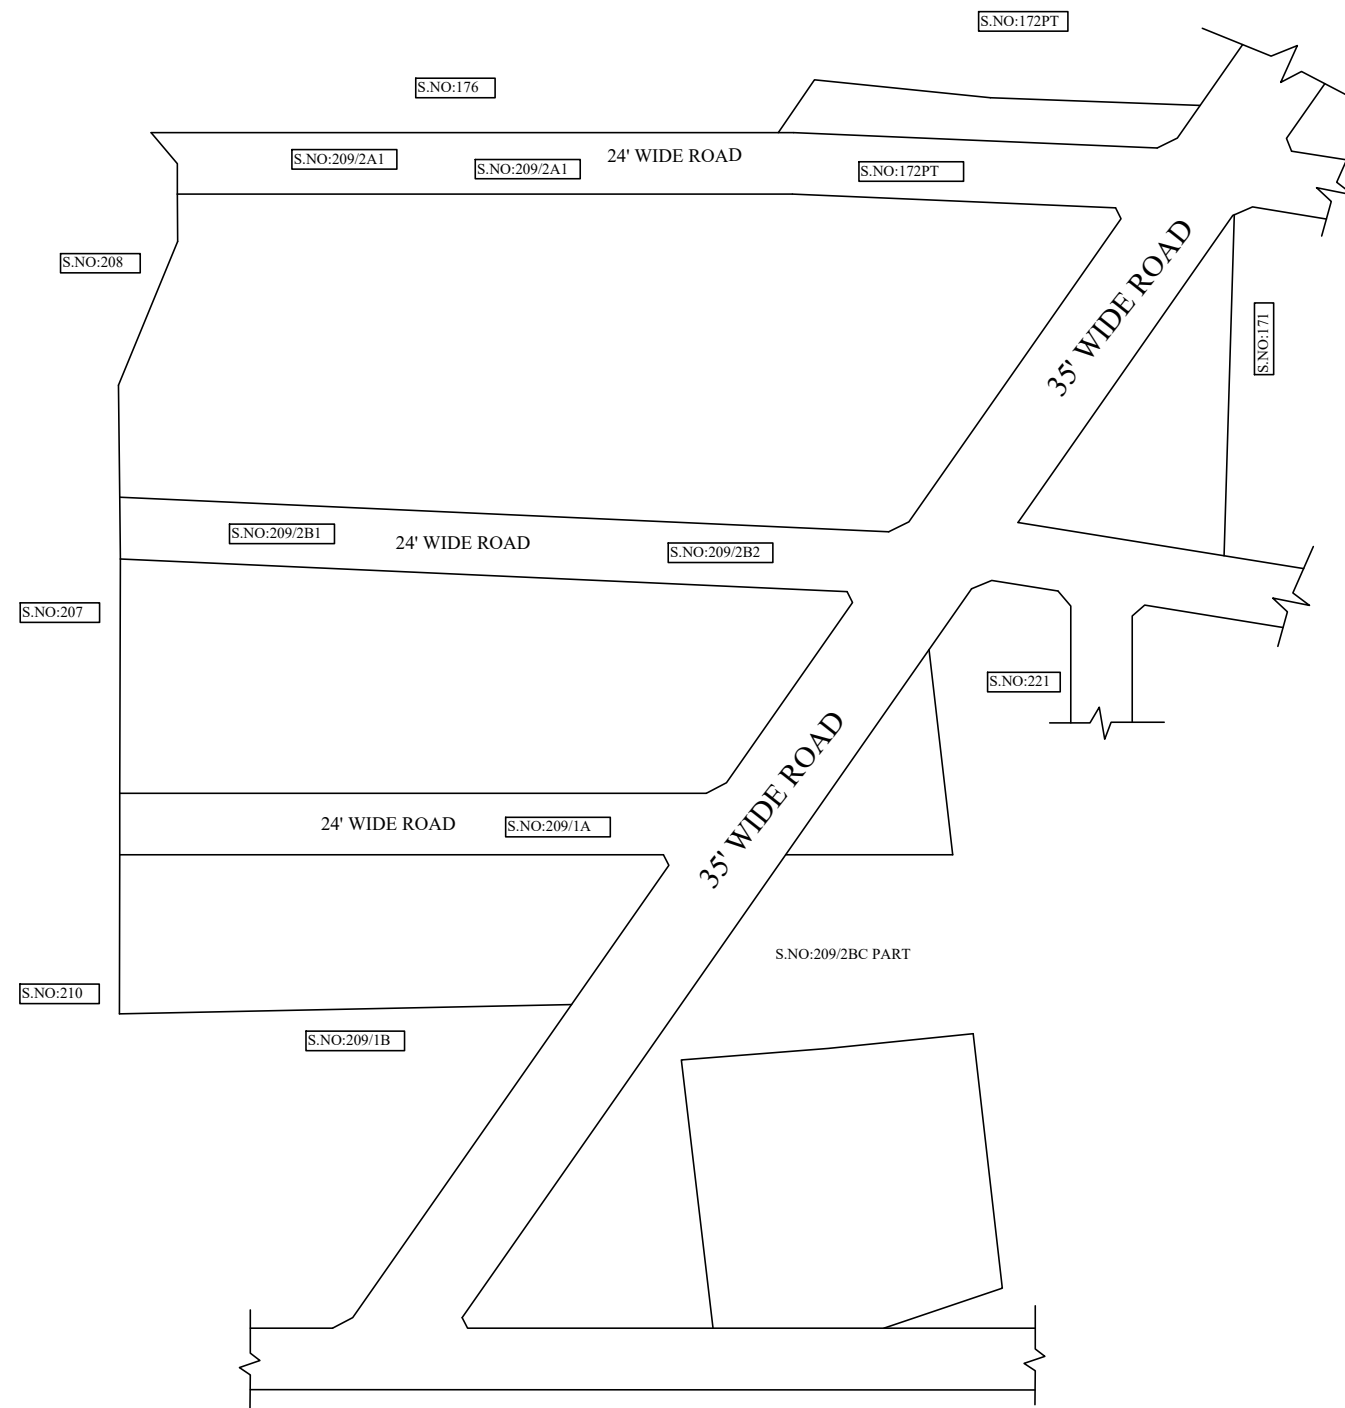 S.NO:172PT
S.NO:176
S.NO:209/2A1
S.NO:209/2A1
24' WIDE ROAD
S.NO:172PT
S.NO:208
35' WIDE ROAD
S.NO:171
S.NO:209/2B1
24' WIDE ROAD
S.NO:209/2B2
S.NO:207
S.NO:221
35' WIDE ROAD
24' WIDE ROAD
S.NO:209/1A
S.NO:209/2BC PART
S.NO:210
S.NO:209/1B